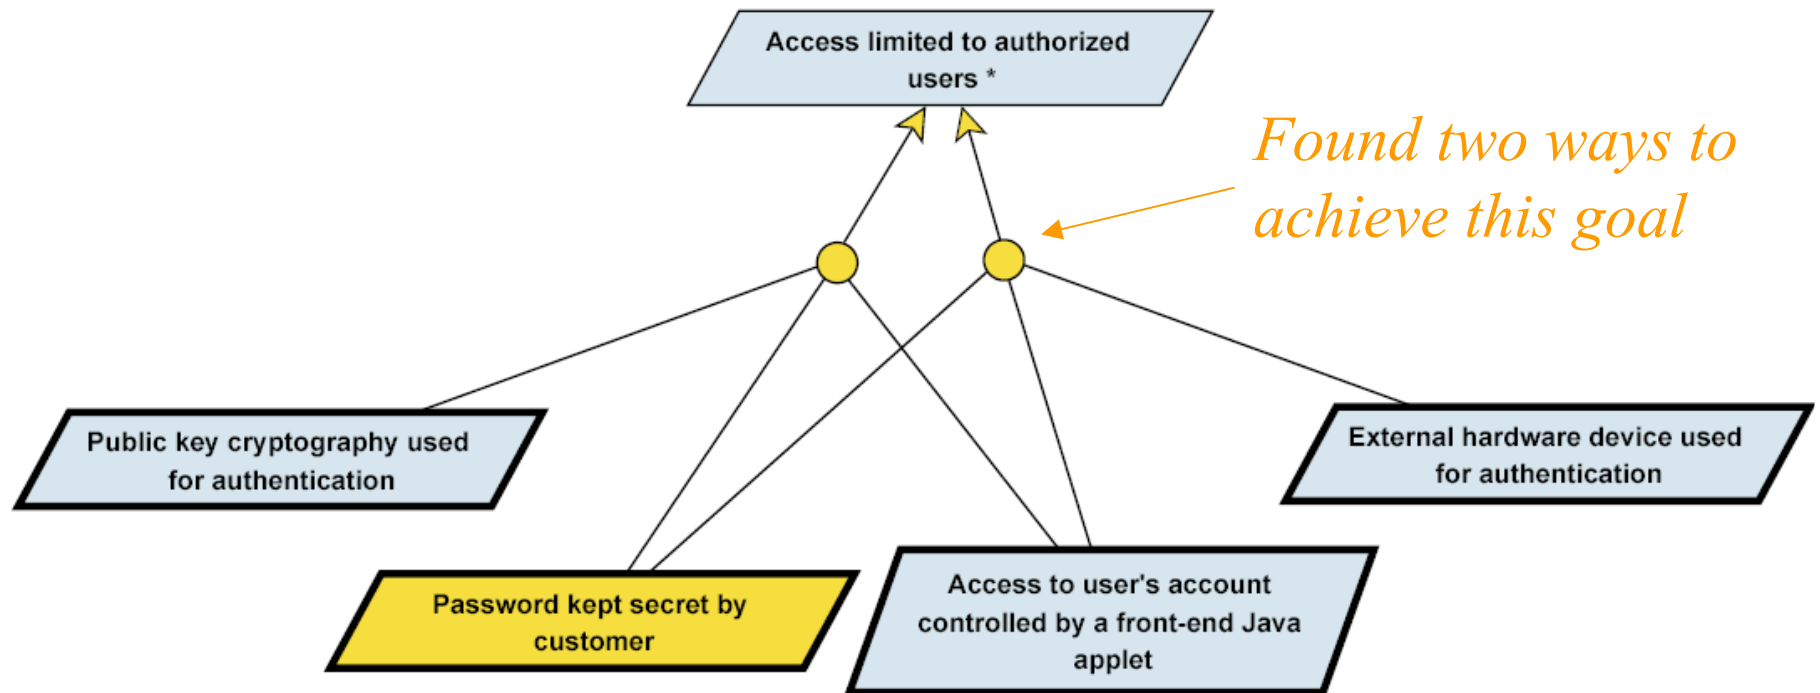 Access limited to authorized
users *
Found two ways to
achieve this goal
Public key cryptography used
for authentication
External hardware device used
for authentication
Password kept secret by
customer
Access to user's account
controlled by a front-end Java
applet